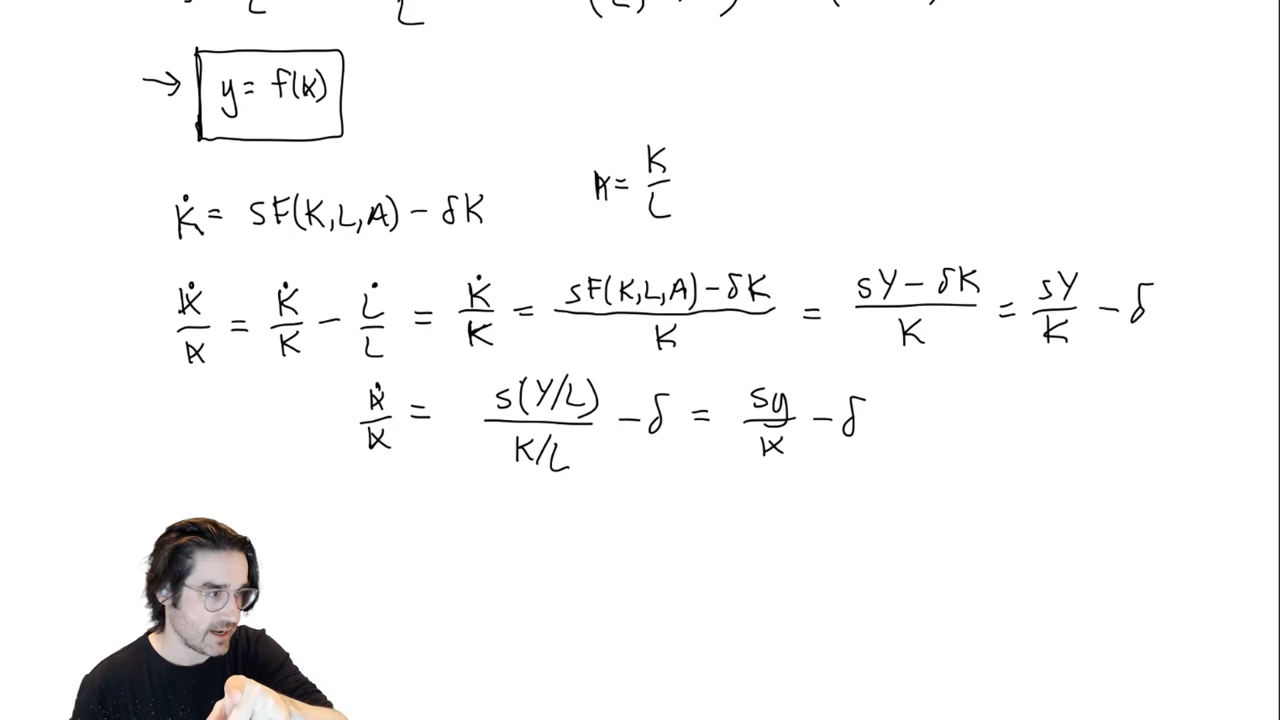 → y = f(k)
k = K/L
K̇ = sF(K,L,A) − δK
k̇/k = K̇/K − L̇/L = K̇/K = (sF(K,L,A) − δK)/K = (sY − δK)/K = sY/K − δ
k̇/k = s(Y/L)/(K/L) − δ = sy/k − δ